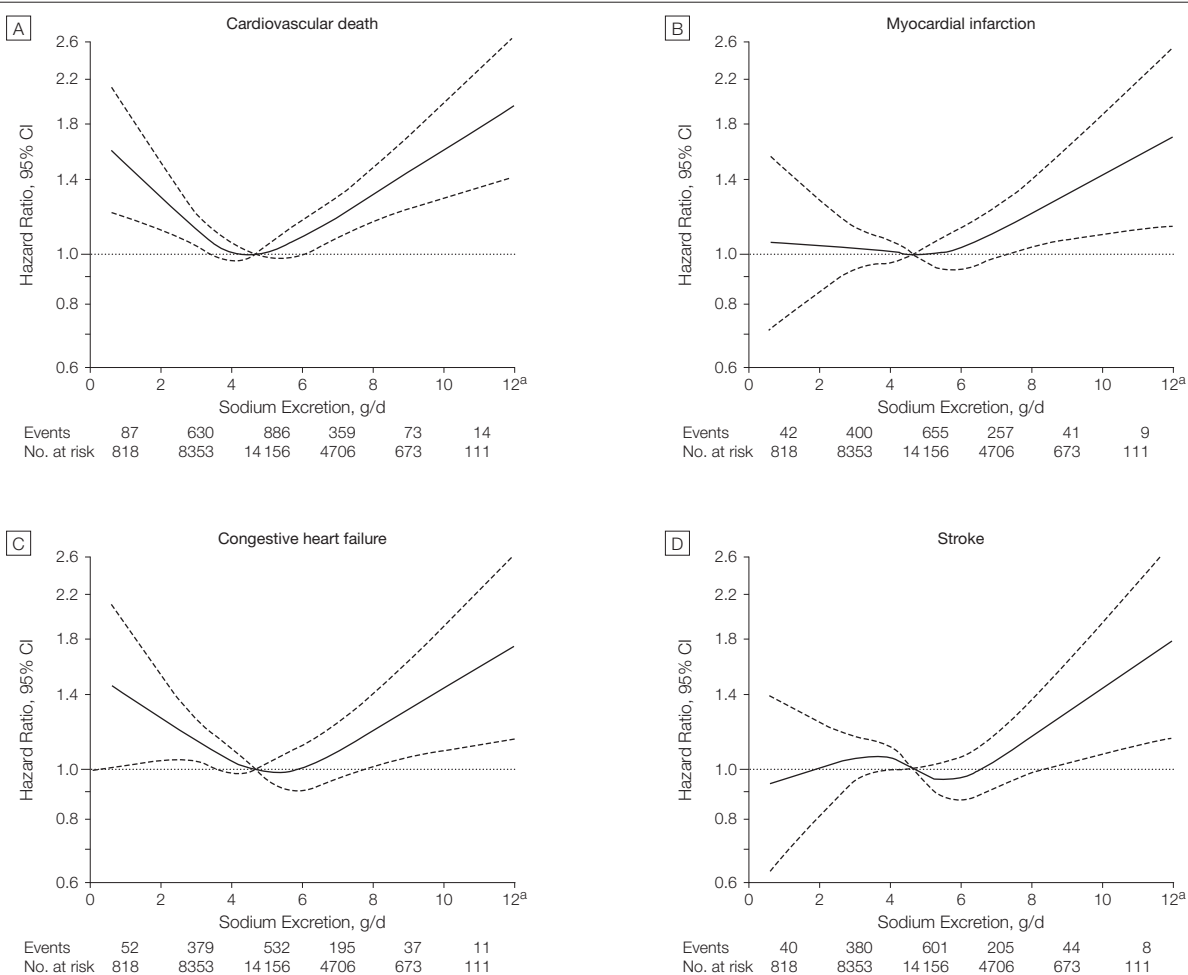 A
Cardiovascular death
Hazard Ratio, 95% CI
2.6
2.2
1.8
1.4
1.0
0.8
0.6
0 2 4 6 8 10 12a
Sodium Excretion, g/d
Events 87 630 886 359 73 14
No. at risk 818 8353 14 156 4706 673 111
B
Myocardial infarction
Hazard Ratio, 95% CI
2.6
2.2
1.8
1.4
1.0
0.8
0.6
0 2 4 6 8 10 12a
Sodium Excretion, g/d
Events 42 400 655 257 41 9
No. at risk 818 8353 14 156 4706 673 111
C
Congestive heart failure
Hazard Ratio, 95% CI
2.6
2.2
1.8
1.4
1.0
0.8
0.6
0 2 4 6 8 10 12a
Sodium Excretion, g/d
Events 52 379 532 195 37 11
No. at risk 818 8353 14 156 4706 673 111
D
Stroke
Hazard Ratio, 95% CI
2.6
2.2
1.8
1.4
1.0
0.8
0.6
0 2 4 6 8 10 12a
Sodium Excretion, g/d
Events 40 380 601 205 44 8
No. at risk 818 8353 14 156 4706 673 111